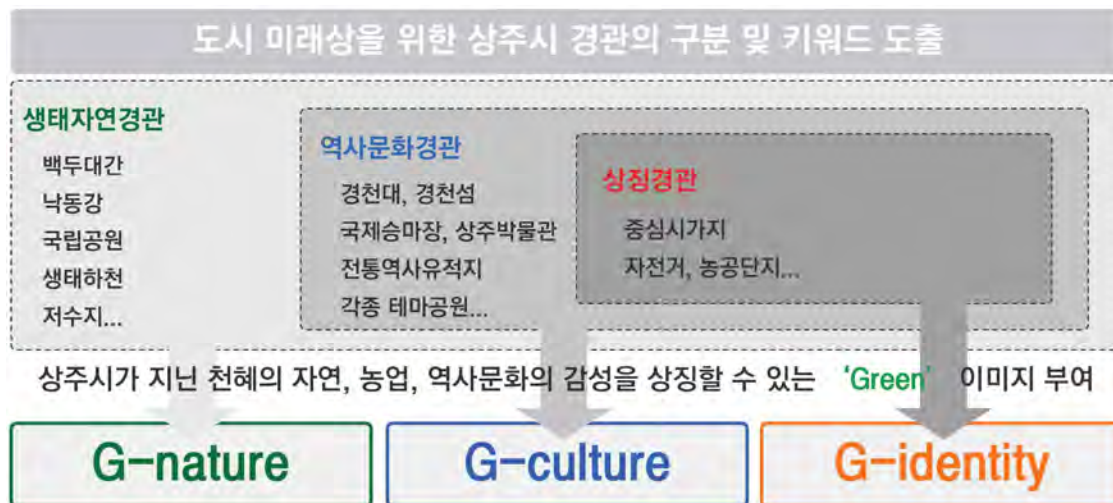 도시 미래상을 위한 상주시 경관의 구분 및 키워드 도출
생태자연경관
백두대간
낙동강
국립공원
생태하천
저수지...
역사문화경관
경천대, 경천섬
국제승마장, 상주박물관
전통역사유적지
각종 테마공원...
상징경관
중심시가지
자전거, 농공단지...
상주시가 지닌 천혜의 자연, 농업, 역사문화의 감성을 상징할 수 있는 ‘Green’ 이미지 부여
G-nature
G-culture
G-identity